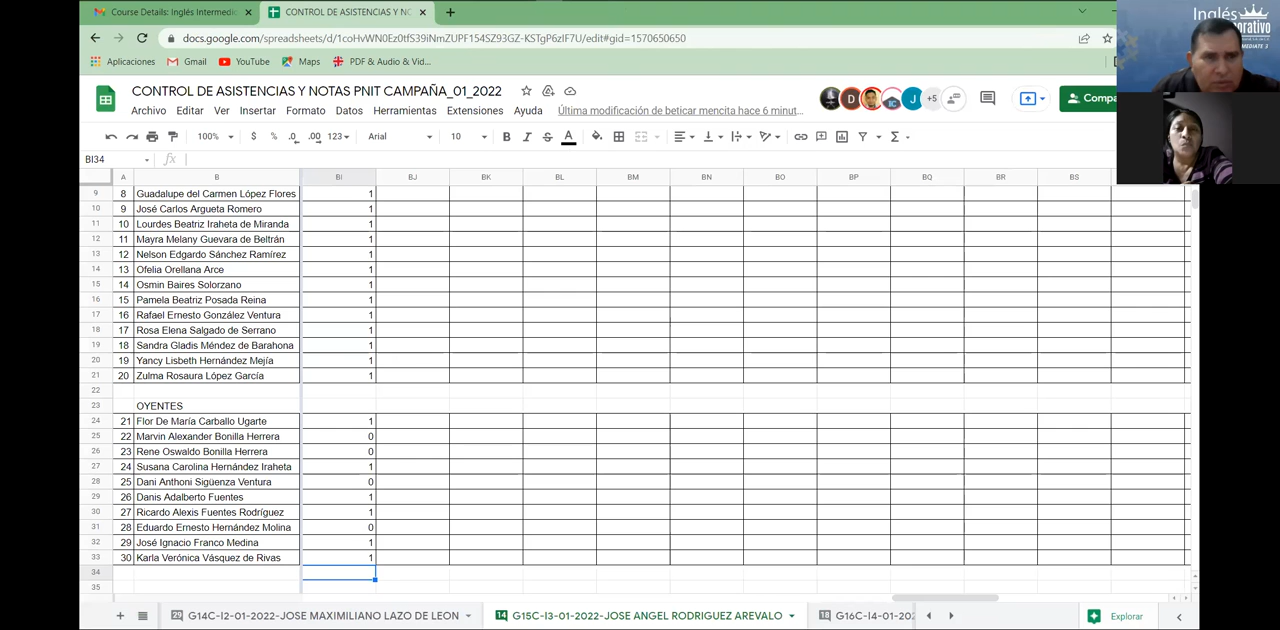 Course Details: Inglés Intermedi
CONTROL DE ASISTENCIAS Y NO
docs.google.com/spreadsheets/d/1coHvWN0Ez0tfS39iNmZUPF154SZ93GZ-KSTgP6zIF7U/edit#gid=1570650650
Aplicaciones Gmail YouTube Maps PDF & Audio & Vid...
Inglés
orativo
MEDIATE 3
CONTROL DE ASISTENCIAS Y NOTAS PNIT CAMPAÑA_01_2022
Archivo Editar Ver Insertar Formato Datos Herramientas Extensiones Ayuda Última modificación de beticar mencita hace 6 minut...
D J +5 Compa
100% $ % .0 .00 123 Arial 10 B I S A
BI34 fx
A B BI BJ BK BL BM BN BO BP BQ BR BS
9 8 Guadalupe del Carmen López Flores 1
10 9 José Carlos Argueta Romero 1
11 10 Lourdes Beatriz Iraheta de Miranda 1
12 11 Mayra Melany Guevara de Beltrán 1
13 12 Nelson Edgardo Sánchez Ramírez 1
14 13 Ofelia Orellana Arce 1
15 14 Osmin Baires Solorzano 1
16 15 Pamela Beatriz Posada Reina 1
17 16 Rafael Ernesto González Ventura 1
18 17 Rosa Elena Salgado de Serrano 1
19 18 Sandra Gladis Méndez de Barahona 1
20 19 Yancy Lisbeth Hernández Mejía 1
21 20 Zulma Rosaura López García 1
22
23 OYENTES
24 21 Flor De María Carballo Ugarte 1
25 22 Marvin Alexander Bonilla Herrera 0
26 23 Rene Oswaldo Bonilla Herrera 0
27 24 Susana Carolina Hernández Iraheta 1
28 25 Dani Anthoni Sigüenza Ventura 0
29 26 Danis Adalberto Fuentes 1
30 27 Ricardo Alexis Fuentes Rodríguez 1
31 28 Eduardo Ernesto Hernández Molina 0
32 29 José Ignacio Franco Medina 1
33 30 Karla Verónica Vásquez de Rivas 1
34
35
G14C-I2-01-2022-JOSE MAXIMILIANO LAZO DE LEON 14 G15C-I3-01-2022-JOSE ANGEL RODRIGUEZ AREVALO G16C-I4-01-202 Explorar